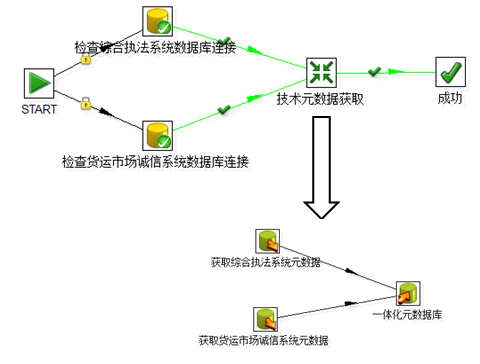 检查综合执法系统数据库连接
START
技术元数据获取
成功
检查货运市场诚信系统数据库连接
获取综合执法系统元数据
一体化元数据库
获取货运市场诚信系统元数据